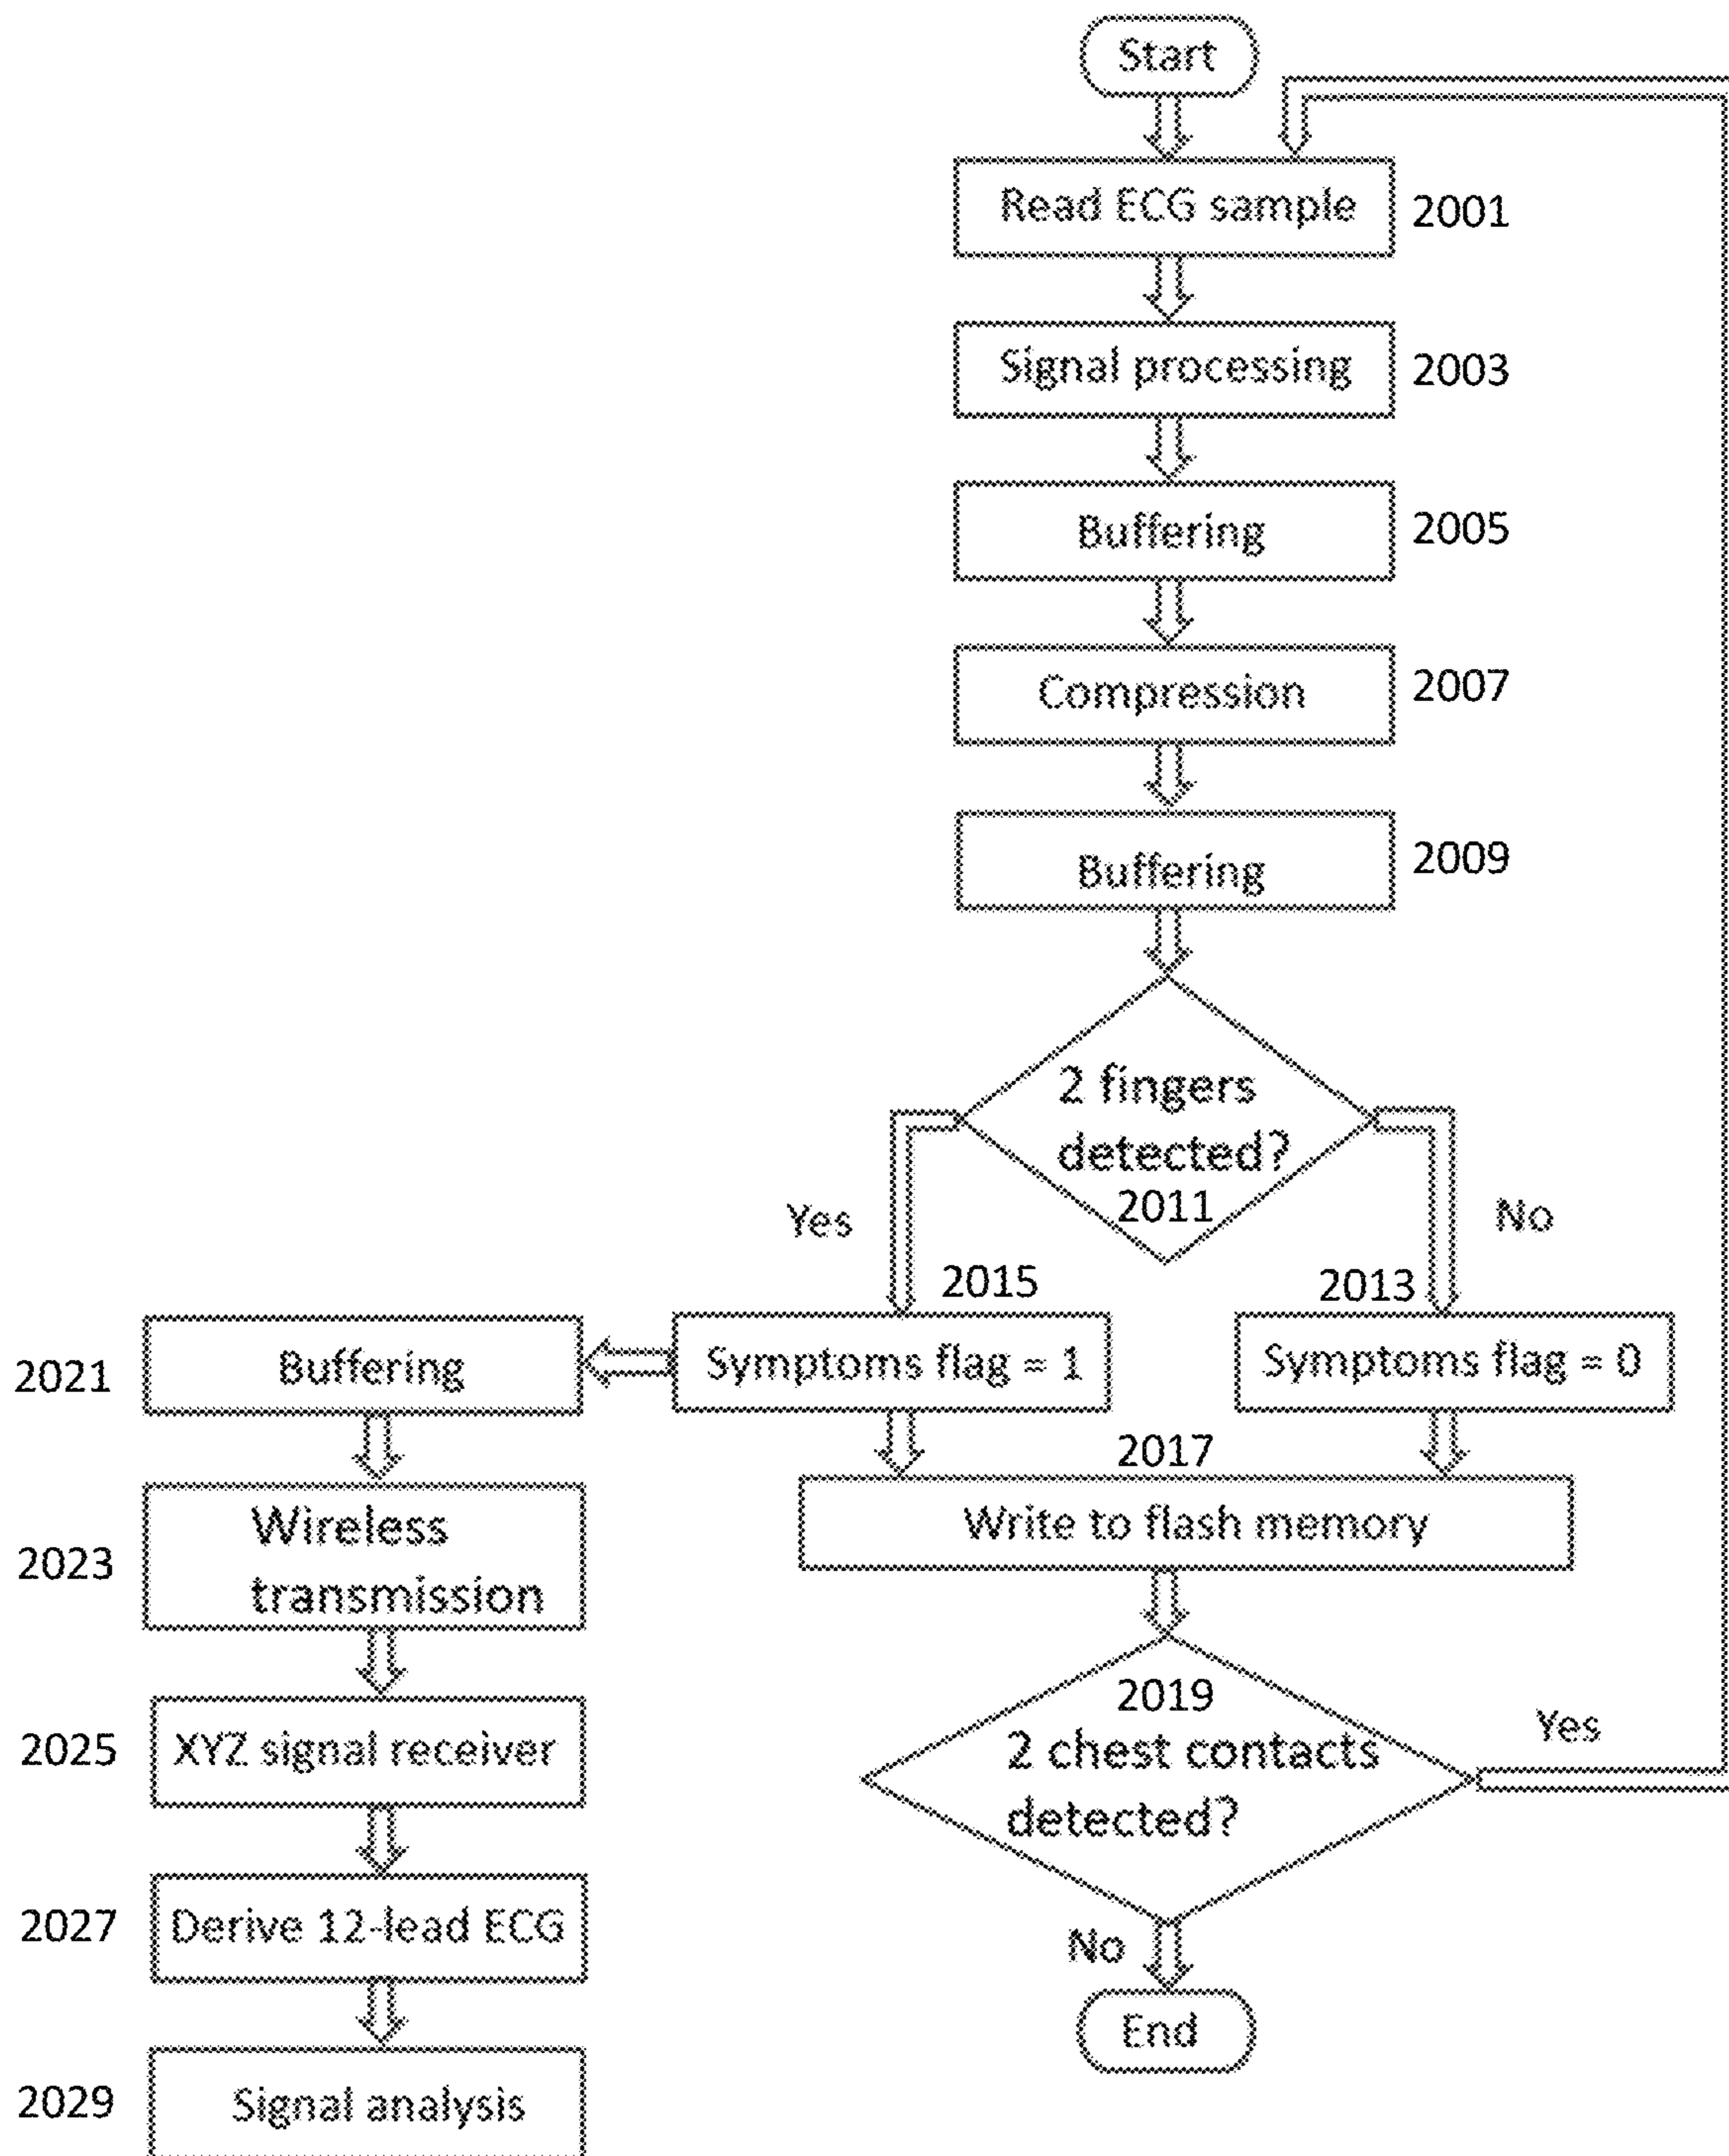 Start
Read ECG sample
2001
Signal processing
2003
Buffering
2005
Compression
2007
Buffering
2009
2 fingers
detected?
2011
Yes
No
2015
2013
2021
Buffering
Symptoms flag = 1
Symptoms flag = 0
2017
Write to flash memory
2023
Wireless
transmission
2019
2 chest contacts
detected?
Yes
2025
XYZ signal receiver
2027
Derive 12-lead ECG
No
End
2029
Signal analysis